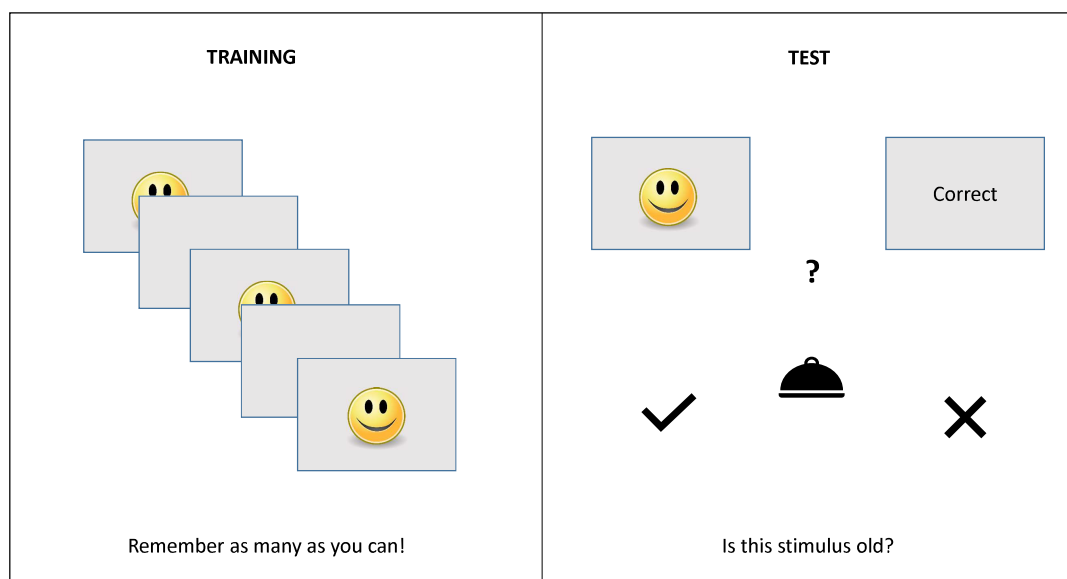 TRAINING
Remember as many as you can!
TEST
Correct
?
Is this stimulus old?